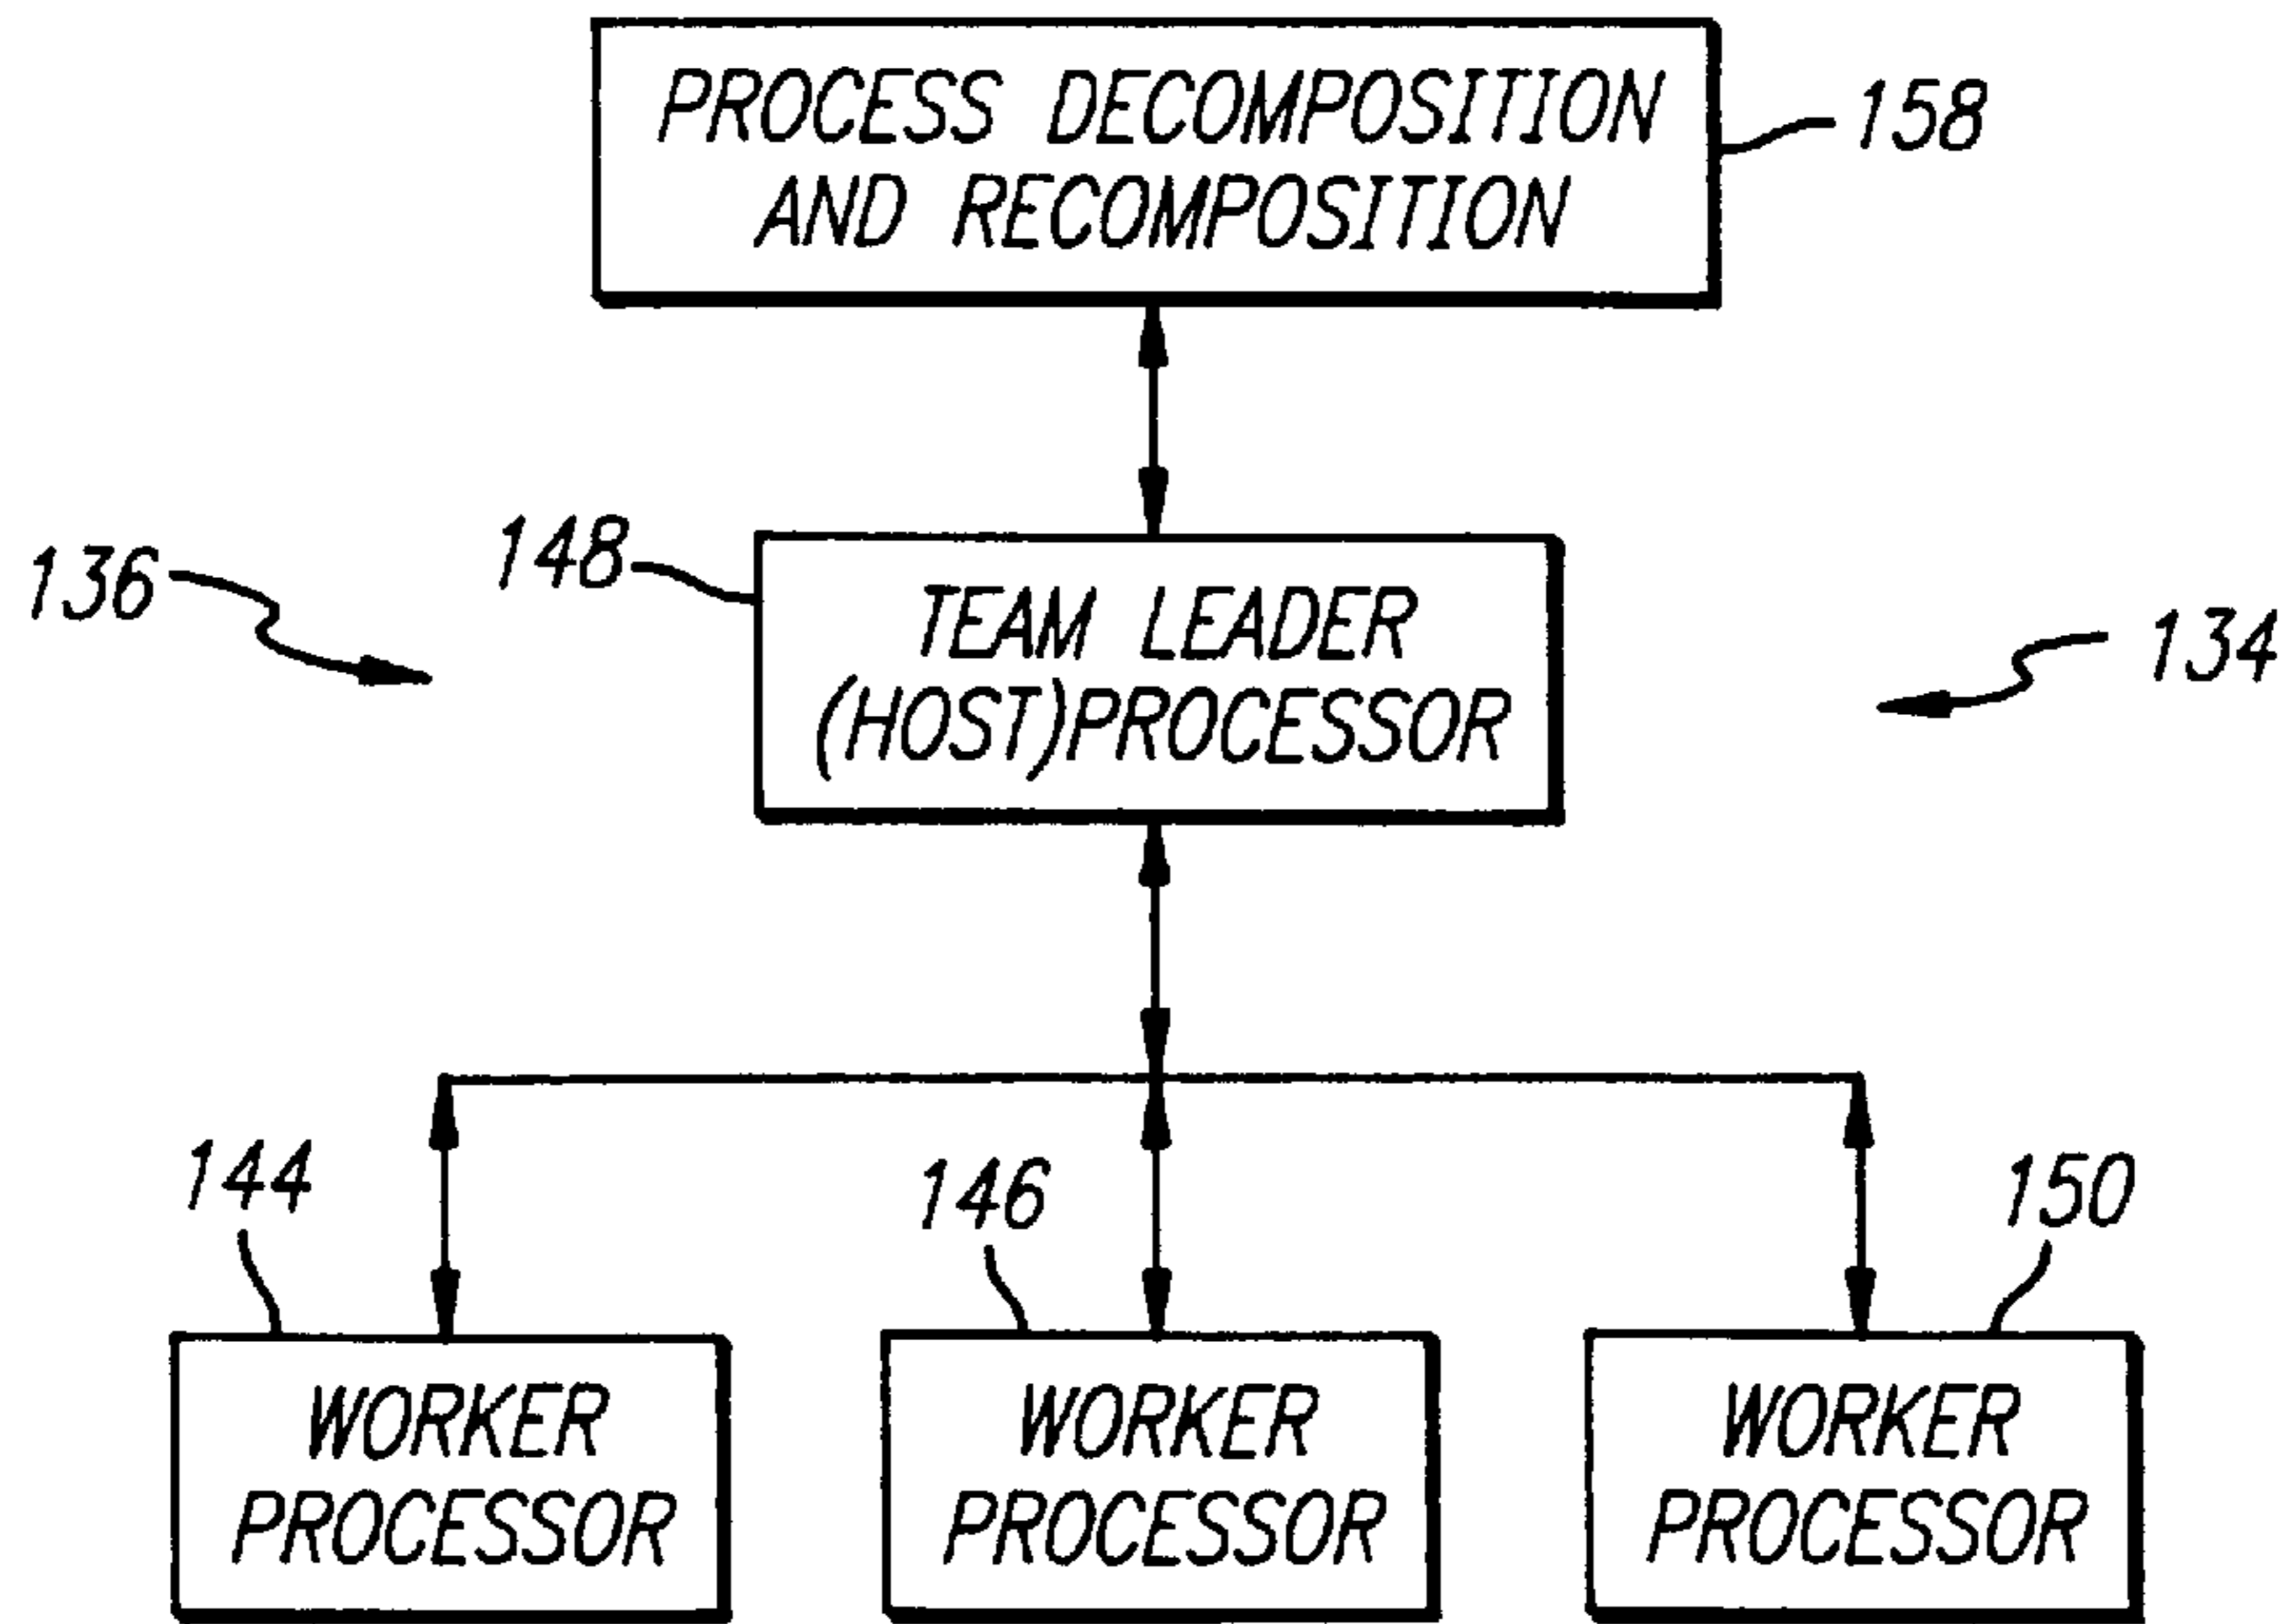 PROCESS DECOMPOSITION
AND RECOMPOSITION
158
136
148
TEAM LEADER
(HOST)PROCESSOR
134
144
146
150
WORKER
PROCESSOR
WORKER
PROCESSOR
WORKER
PROCESSOR